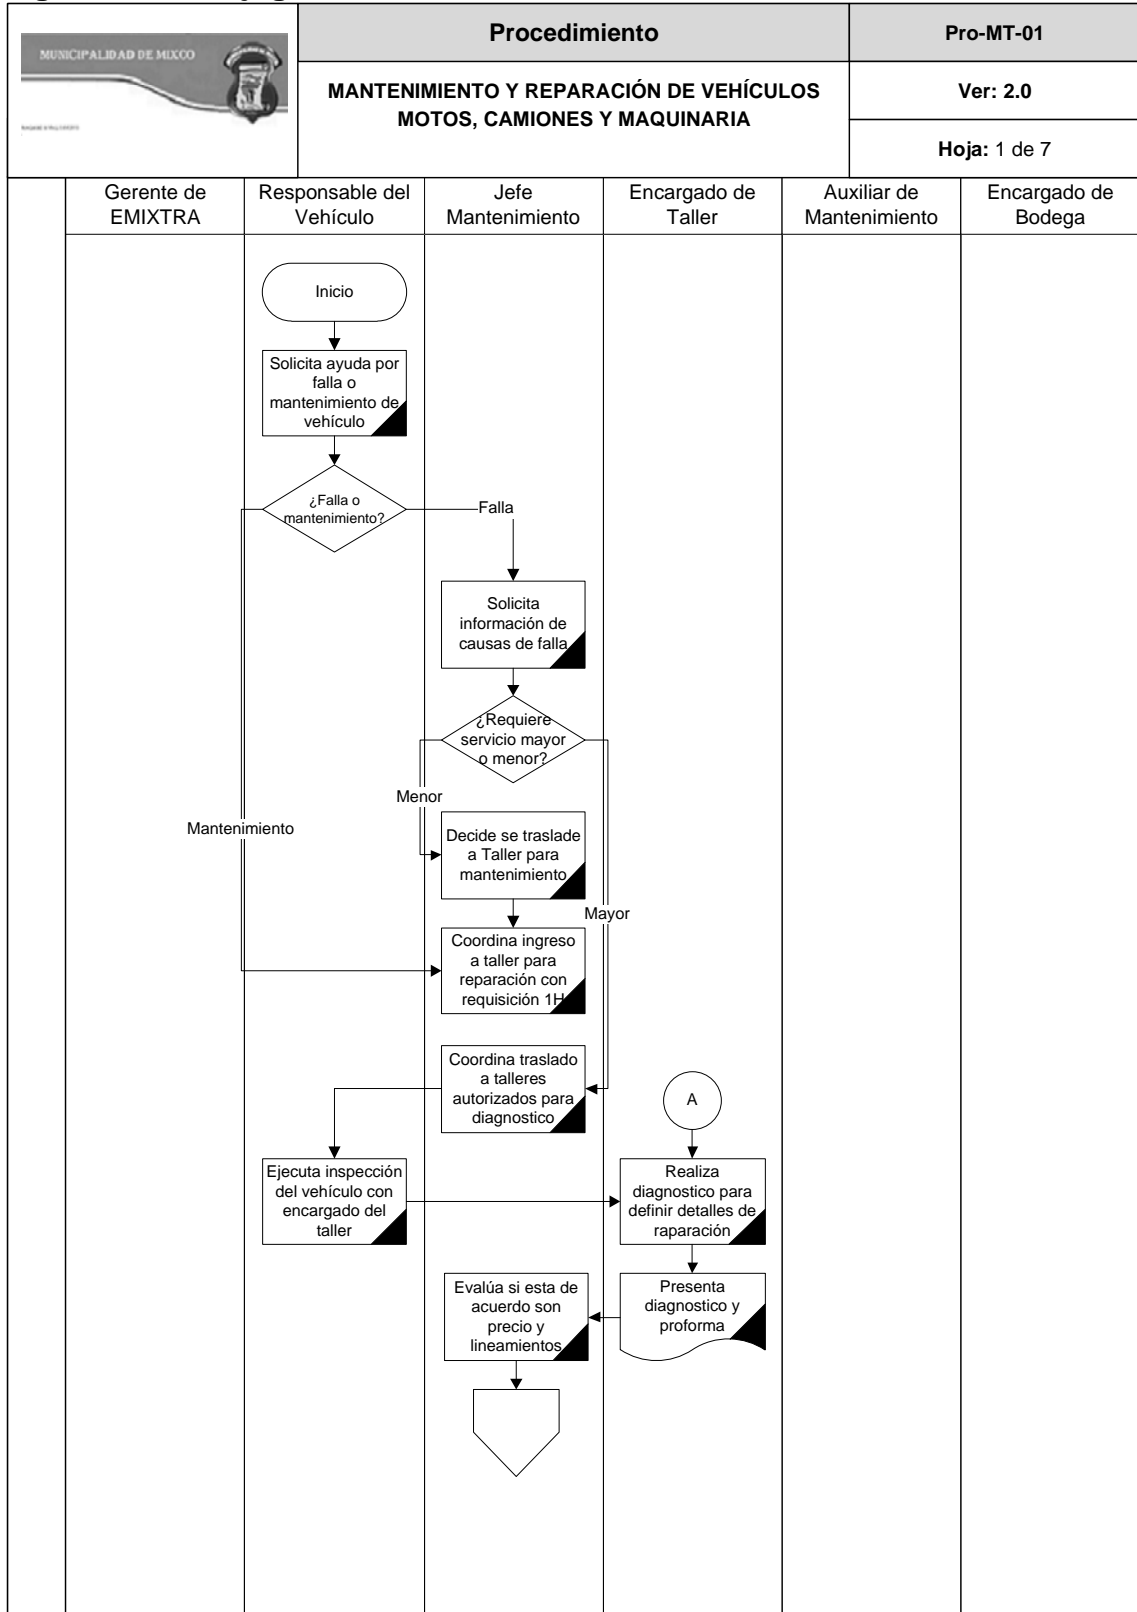 MUNICIPALIDAD DE MIXCO
Procedimiento
Pro-MT-01
MANTENIMIENTO Y REPARACIÓN DE VEHÍCULOS
MOTOS, CAMIONES Y MAQUINARIA
Ver: 2.0
Hoja: 1 de 7
Gerente de
EMIXTRA
Responsable del
Vehículo
Jefe
Mantenimiento
Encargado de
Taller
Auxiliar de
Mantenimiento
Encargado de
Bodega
Inicio
Solicita ayuda por
falla o
mantenimiento de
vehículo
¿Falla o
mantenimiento?
Falla
Solicita
información de
causas de falla
¿Requiere
servicio mayor
o menor?
Menor
Mantenimiento
Decide se traslade
a Taller para
mantenimiento
Mayor
Coordina ingreso
a taller para
reparación con
requisición 1H
Coordina traslado
a talleres
autorizados para
diagnostico
A
Ejecuta inspección
del vehículo con
encargado del
taller
Realiza
diagnostico para
definir detalles de
raparación
Evalúa si esta de
acuerdo son
precio y
lineamientos
Presenta
diagnostico y
proforma